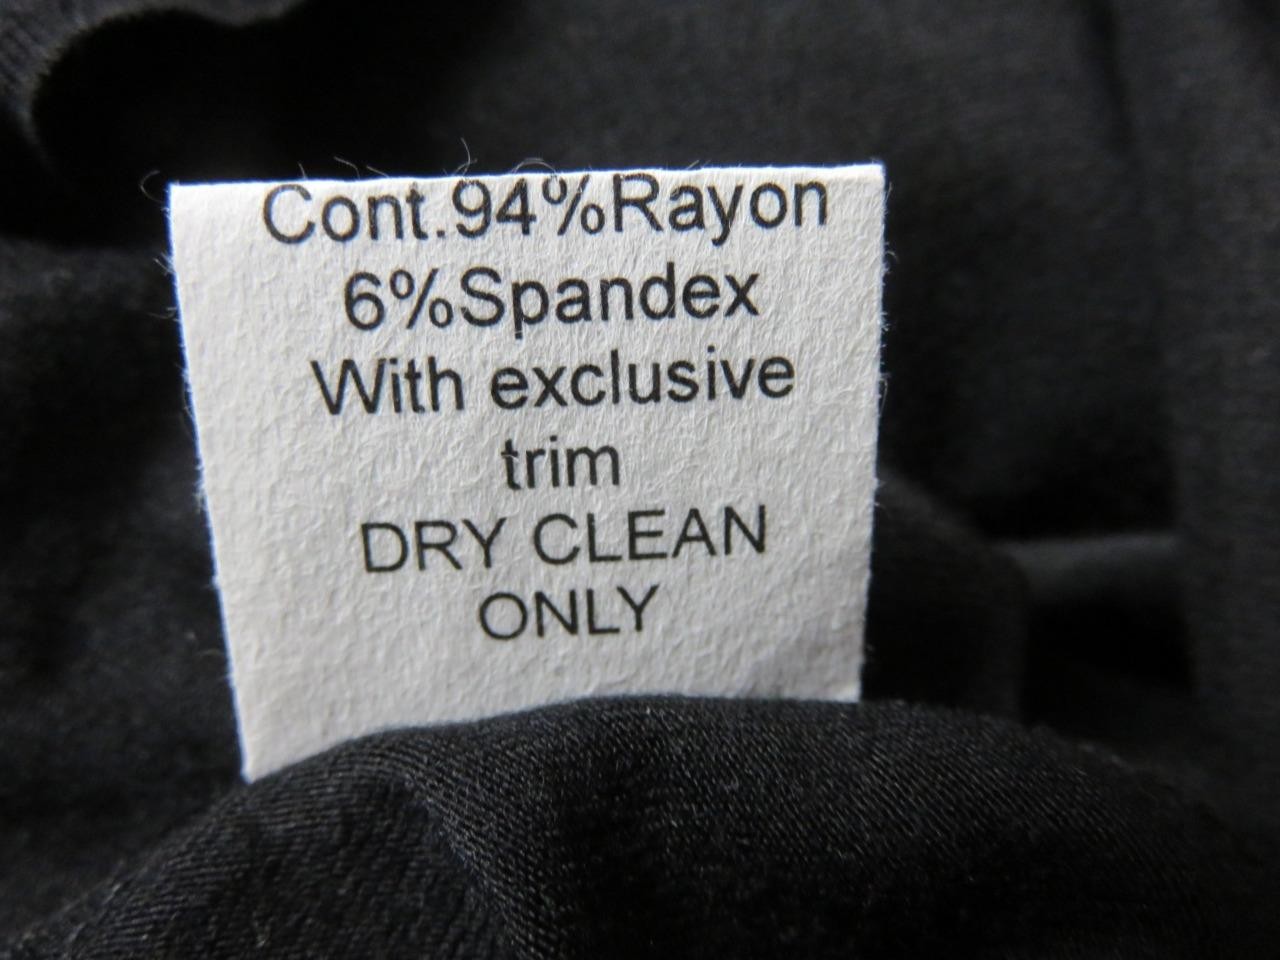 Cont.94%Rayon
6%Spandex
With exclusive
trim
DRY CLEAN
ONLY